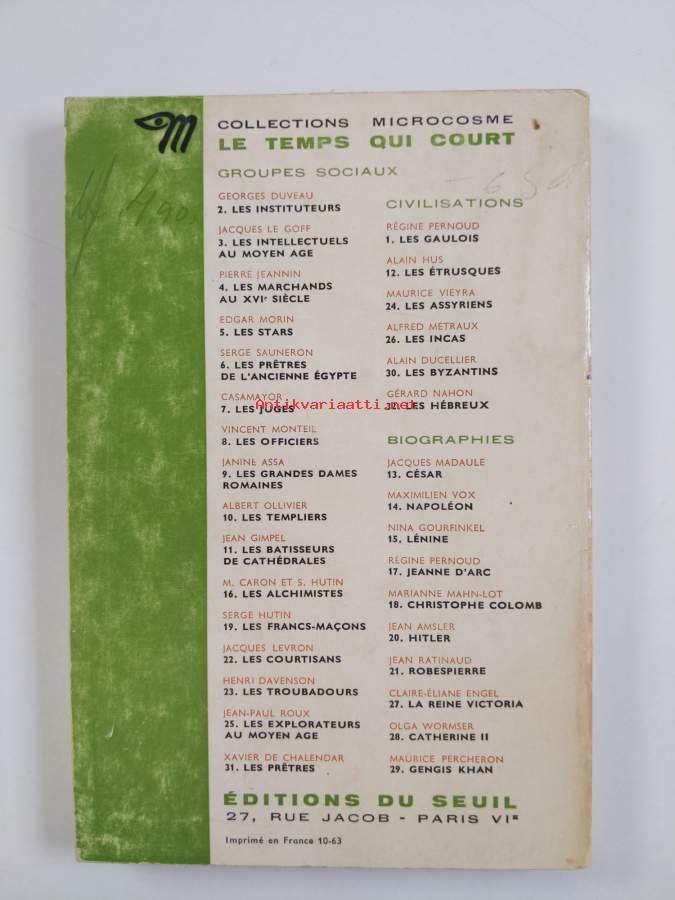 COLLECTIONS MICROCOSME
LE TEMPS QUI COURT
GROUPES SOCIAUX
GEORGES DUVEAU
2. LES INSTITUTEURS
JACQUES LE GOFF
3. LES INTELLECTUELS
AU MOYEN AGE
PIERRE JEANNIN
4. LES MARCHANDS
AU XVIe SIÈCLE
EDGAR MORIN
5. LES STARS
SERGE SAUNERON
6. LES PRÊTRES
DE L'ANCIENNE ÉGYPTE
CASAMAYOR
7. LES JUGES
VINCENT MONTEIL
8. LES OFFICIERS
JANINE ASSA
9. LES GRANDES DAMES
ROMAINES
ALBERT OLLIVIER
10. LES TEMPLIERS
JEAN GIMPEL
11. LES BATISSEURS
DE CATHÉDRALES
M. CARON ET S. HUTIN
16. LES ALCHIMISTES
SERGE HUTIN
19. LES FRANCS-MAÇONS
JACQUES LEVRON
22. LES COURTISANS
HENRI DAVENSON
23. LES TROUBADOURS
JEAN-PAUL ROUX
25. LES EXPLORATEURS
AU MOYEN AGE
XAVIER DE CHALENDAR
31. LES PRÊTRES
CIVILISATIONS
RÉGINE PERNOUD
1. LES GAULOIS
ALAIN HUS
12. LES ÉTRUSQUES
MAURICE VIEYRA
24. LES ASSYRIENS
ALFRED MÉTRAUX
26. LES INCAS
ALAIN DUCELLIER
30. LES BYZANTINS
GÉRARD NAHON
32. LES HÉBREUX
Antikvariaatti.net
BIOGRAPHIES
JACQUES MADAULE
13. CÉSAR
MAXIMILIEN VOX
14. NAPOLÉON
NINA GOURFINKEL
15. LÉNINE
RÉGINE PERNOUD
17. JEANNE D'ARC
MARIANNE MAHN-LOT
18. CHRISTOPHE COLOMB
JEAN AMSLER
20. HITLER
JEAN RATINAUD
21. ROBESPIERRE
CLAIRE-ÉLIANE ENGEL
27. LA REINE VICTORIA
OLGA WORMSER
28. CATHERINE II
MAURICE PERCHERON
29. GENGIS KHAN
ÉDITIONS DU SEUIL
27, RUE JACOB - PARIS VIe
Imprimé en France 10-63